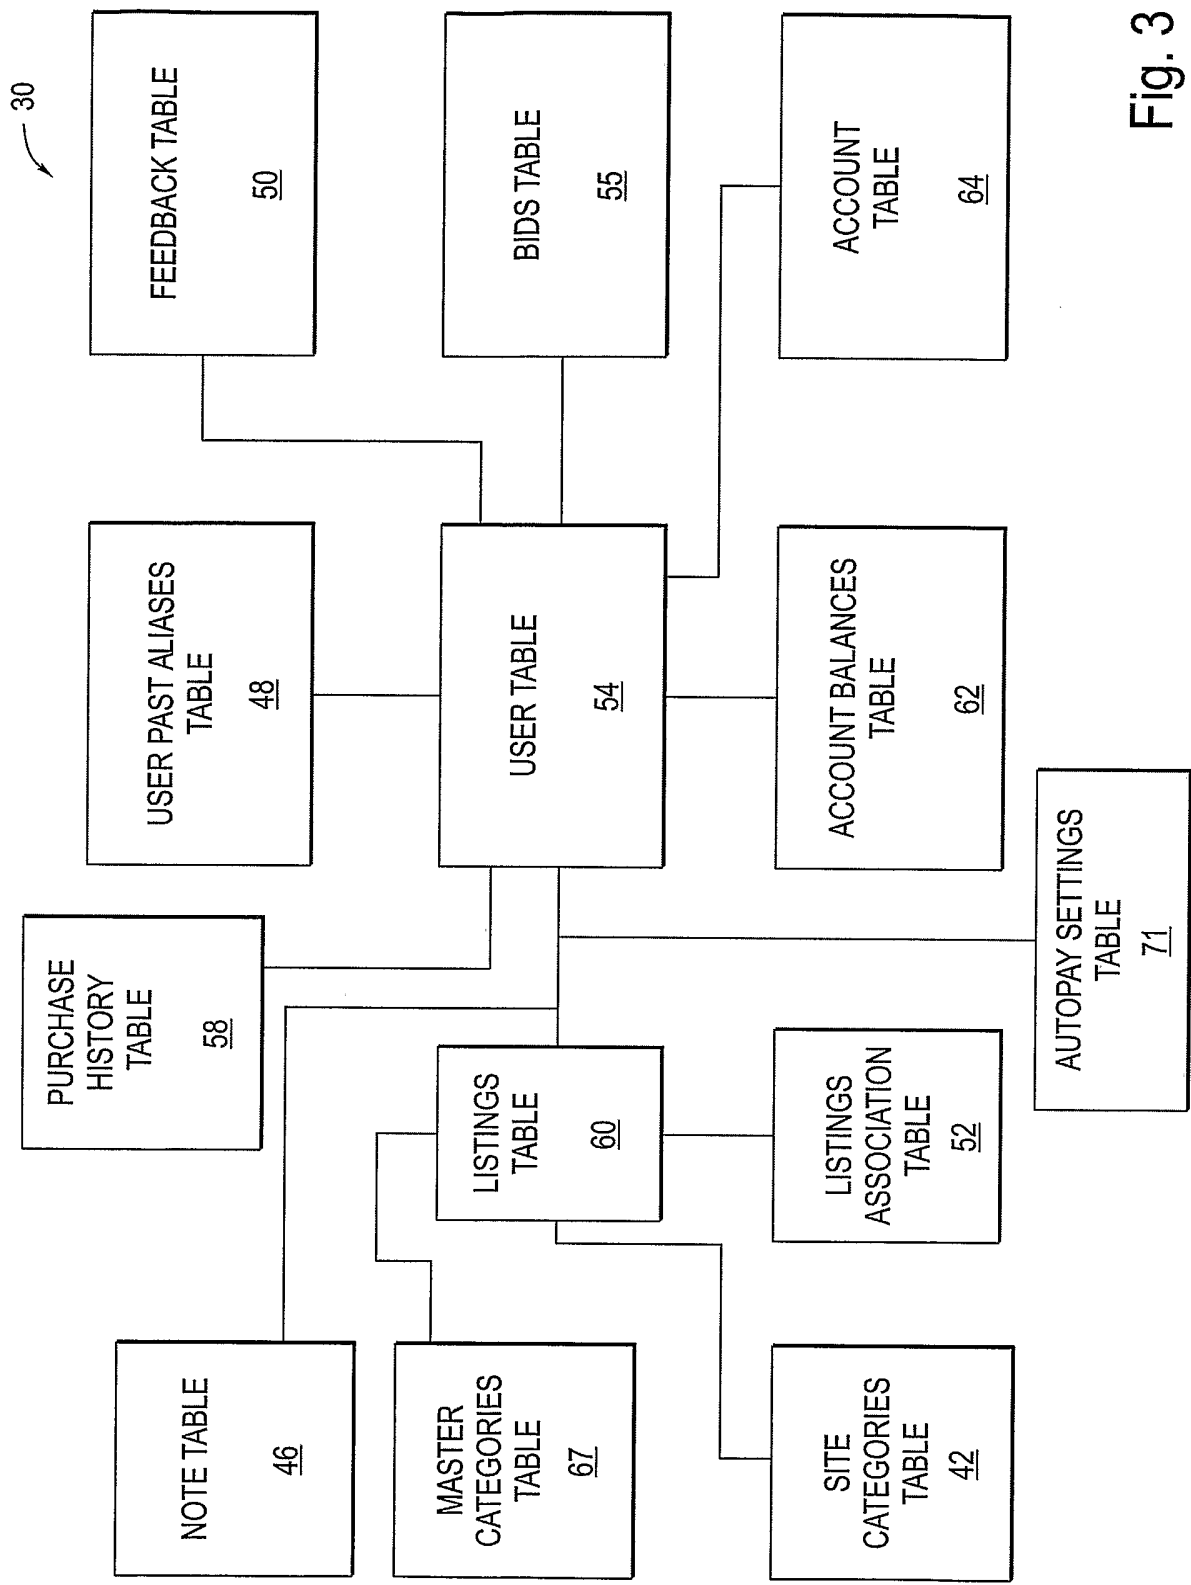 30
NOTE TABLE
46
PURCHASE
HISTORY
TABLE
58
USER PAST ALIASES
TABLE
48
FEEDBACK TABLE
50
MASTER
CATEGORIES
TABLE
67
LISTINGS
TABLE
60
USER TABLE
54
BIDS TABLE
55
SITE
CATEGORIES
TABLE
42
LISTINGS
ASSOCIATION
TABLE
52
ACCOUNT BALANCES
TABLE
62
ACCOUNT
TABLE
64
AUTOPAY SETTINGS
TABLE
71
Fig. 3